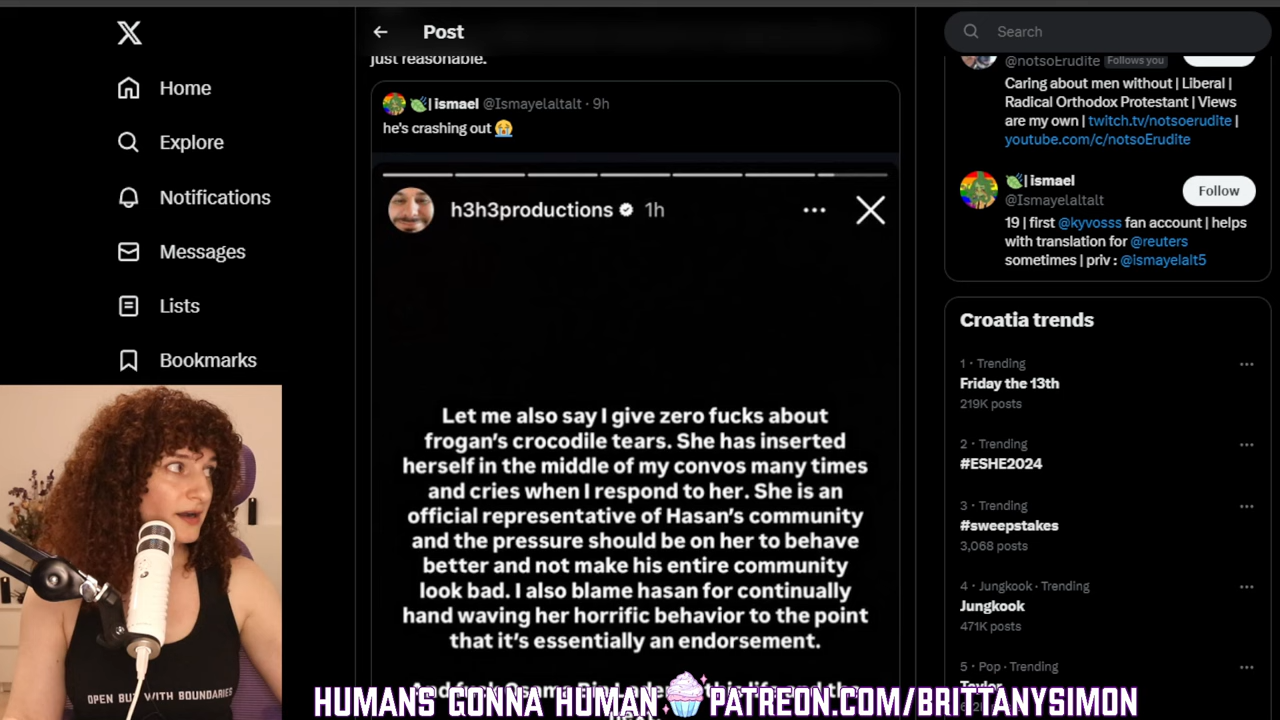 Post
Search
Home
Explore
Notifications
Messages
Lists
Bookmarks
just reasonable.
ismael @Ismayelaltalt · 9h
he's crashing out 😭
h3h3productions 1h
Let me also say I give zero fucks about
frogan's crocodile tears. She has inserted
herself in the middle of my convos many times
and cries when I respond to her. She is an
official representative of Hasan's community
and the pressure should be on her to behave
better and not make his entire community
look bad. I also blame hasan for continually
hand waving her horrific behavior to the point
that it's essentially an endorsement.
@notsoErudite Follows you
Caring about men without | Liberal |
Radical Orthodox Protestant | Views
are my own | twitch.tv/notsoerudite |
youtube.com/c/notsoErudite
ismael
@Ismayelaltalt
Follow
19 | first @kyvosss fan account | helps
with translation for @reuters
sometimes | priv : @ismayelalt5
Croatia trends
1 · Trending
Friday the 13th
219K posts
2 · Trending
#ESHE2024
3 · Trending
#sweepstakes
3,068 posts
4 · Jungkook · Trending
Jungkook
471K posts
5 · Pop · Trending
OPEN BUT WITH BOUNDARIES
HUMANS GONNA HUMAN 🧁 PATREON.COM/BRITTANYSIMON